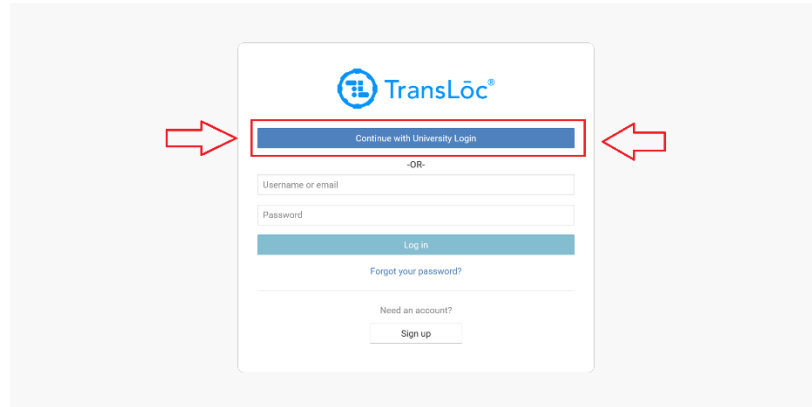 TransLōc®
Continue with University Login
-OR-
Username or email
Password
Log in
Forgot your password?
Need an account?
Sign up